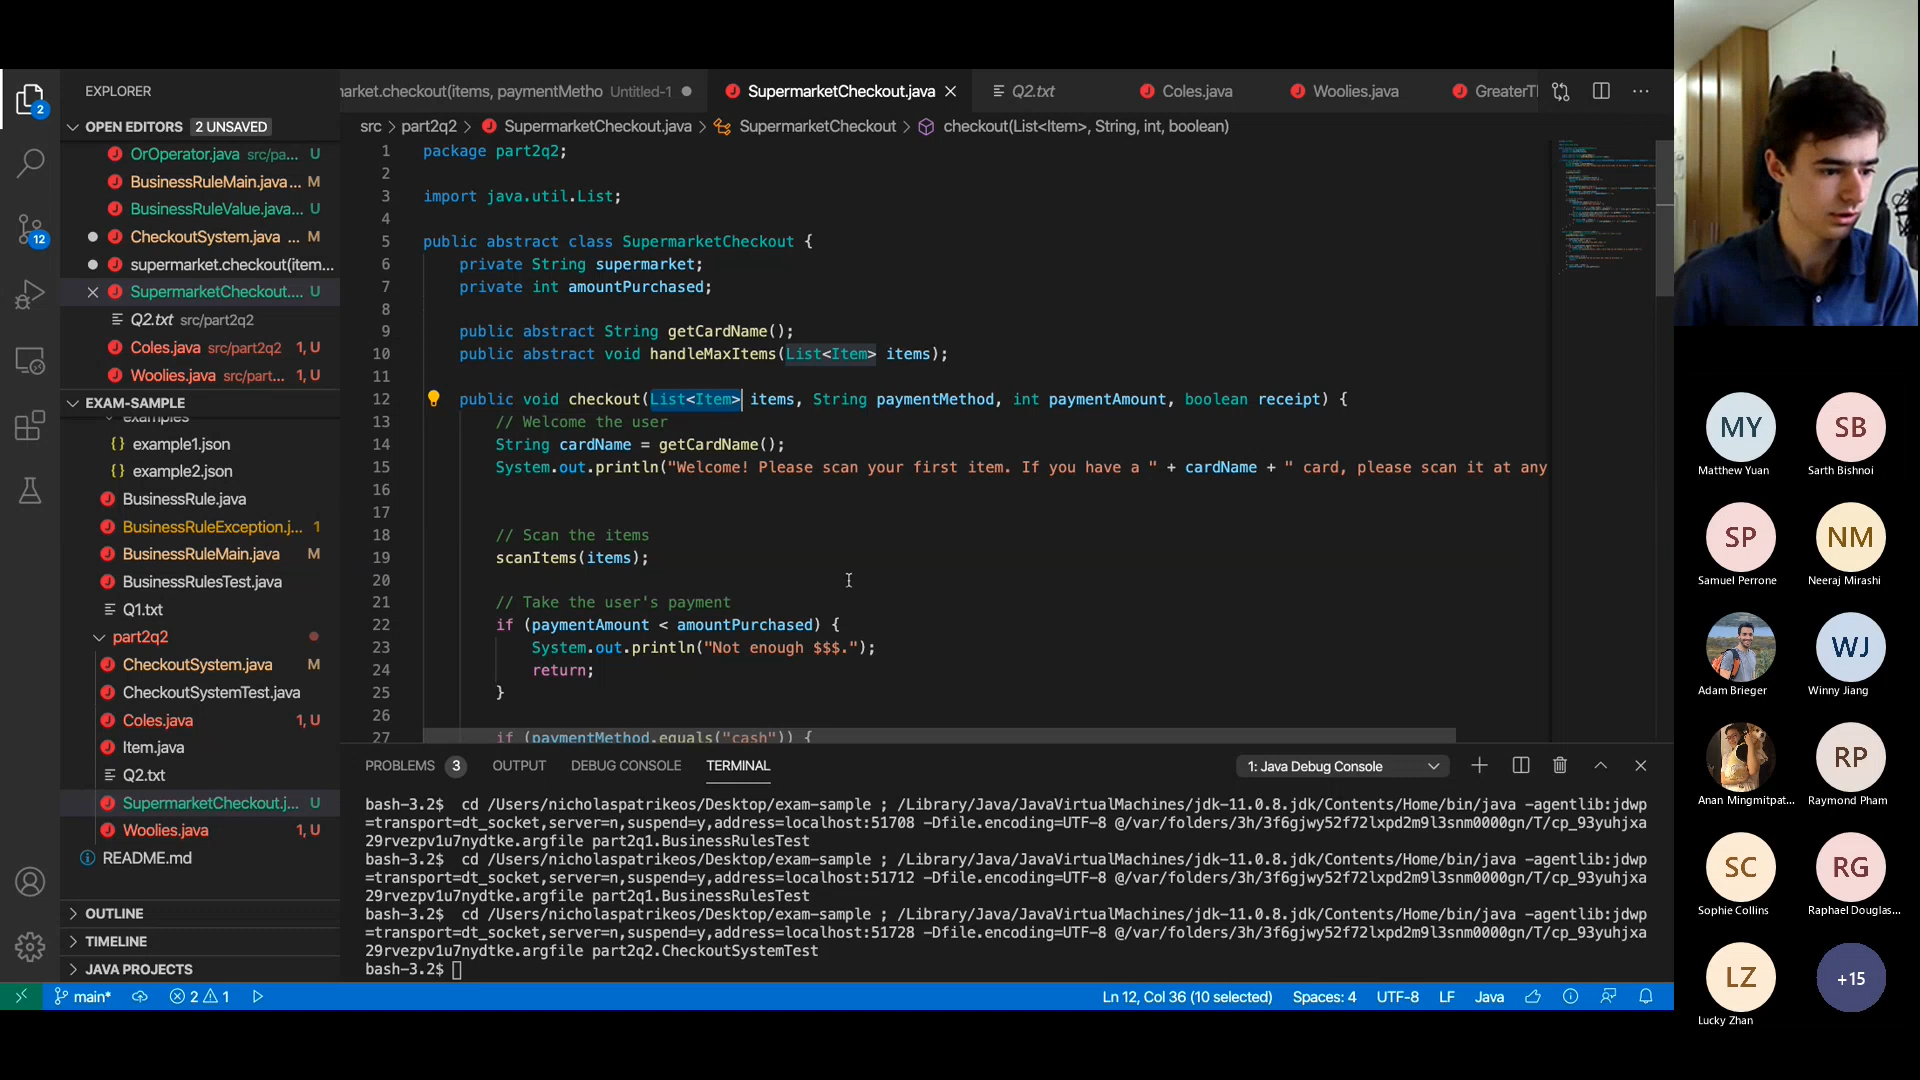 EXPLORER
OPEN EDITORS 2 UNSAVED
OrOperator.java src/pa... U
BusinessRuleMain.java ... M
BusinessRuleValue.java... U
CheckoutSystem.java ... M
supermarket.checkout(item...
SupermarketCheckout.... U
Q2.txt src/part2q2
Coles.java src/part2q2 1, U
Woolies.java src/part... 1, U
EXAM-SAMPLE
examples
example1.json
example2.json
BusinessRule.java
BusinessRuleException.j... 1
BusinessRuleMain.java M
BusinessRulesTest.java
Q1.txt
part2q2
CheckoutSystem.java M
CheckoutSystemTest.java
Coles.java 1, U
Item.java
Q2.txt
SupermarketCheckout.j... U
Woolies.java 1, U
README.md
OUTLINE
TIMELINE
JAVA PROJECTS
2
12
market.checkout(items, paymentMetho Untitled-1
SupermarketCheckout.java
Q2.txt
Coles.java
Woolies.java
GreaterTl
src > part2q2 > SupermarketCheckout.java > SupermarketCheckout > checkout(List<Item>, String, int, boolean)
1 package part2q2;
2
3 import java.util.List;
4
5 public abstract class SupermarketCheckout {
6 private String supermarket;
7 private int amountPurchased;
8
9 public abstract String getCardName();
10 public abstract void handleMaxItems(List<Item> items);
11
12 public void checkout(List<Item> items, String paymentMethod, int paymentAmount, boolean receipt) {
13 // Welcome the user
14 String cardName = getCardName();
15 System.out.println("Welcome! Please scan your first item. If you have a " + cardName + " card, please scan it at any
16
17
18 // Scan the items
19 scanItems(items);
20
21 // Take the user's payment
22 if (paymentAmount < amountPurchased) {
23 System.out.println("Not enough $$$.");
24 return;
25 }
26
27 if (paymentMethod.equals("cash")) {
PROBLEMS 3 OUTPUT DEBUG CONSOLE TERMINAL
1: Java Debug Console
bash-3.2$ cd /Users/nicholaspatrikeos/Desktop/exam-sample ; /Library/Java/JavaVirtualMachines/jdk-11.0.8.jdk/Contents/Home/bin/java -agentlib:jdwp
=transport=dt_socket,server=n,suspend=y,address=localhost:51708 -Dfile.encoding=UTF-8 @/var/folders/3h/3f6gjwy52f72lxpd2m9l3snm0000gn/T/cp_93yuhjxa
29rvezpv1u7nydtke.argfile part2q1.BusinessRulesTest
bash-3.2$ cd /Users/nicholaspatrikeos/Desktop/exam-sample ; /Library/Java/JavaVirtualMachines/jdk-11.0.8.jdk/Contents/Home/bin/java -agentlib:jdwp
=transport=dt_socket,server=n,suspend=y,address=localhost:51712 -Dfile.encoding=UTF-8 @/var/folders/3h/3f6gjwy52f72lxpd2m9l3snm0000gn/T/cp_93yuhjxa
29rvezpv1u7nydtke.argfile part2q1.BusinessRulesTest
bash-3.2$ cd /Users/nicholaspatrikeos/Desktop/exam-sample ; /Library/Java/JavaVirtualMachines/jdk-11.0.8.jdk/Contents/Home/bin/java -agentlib:jdwp
=transport=dt_socket,server=n,suspend=y,address=localhost:51728 -Dfile.encoding=UTF-8 @/var/folders/3h/3f6gjwy52f72lxpd2m9l3snm0000gn/T/cp_93yuhjxa
29rvezpv1u7nydtke.argfile part2q2.CheckoutSystemTest
bash-3.2$
main* 2 1
Ln 12, Col 36 (10 selected) Spaces: 4 UTF-8 LF Java
MY SB
Matthew Yuan Sarth Bishnoi
SP NM
Samuel Perrone Neeraj Mirashi
WJ
Adam Brieger Winny Jiang
RP
Anan Mingmitpat... Raymond Pham
SC RG
Sophie Collins Raphael Douglas...
LZ +15
Lucky Zhan